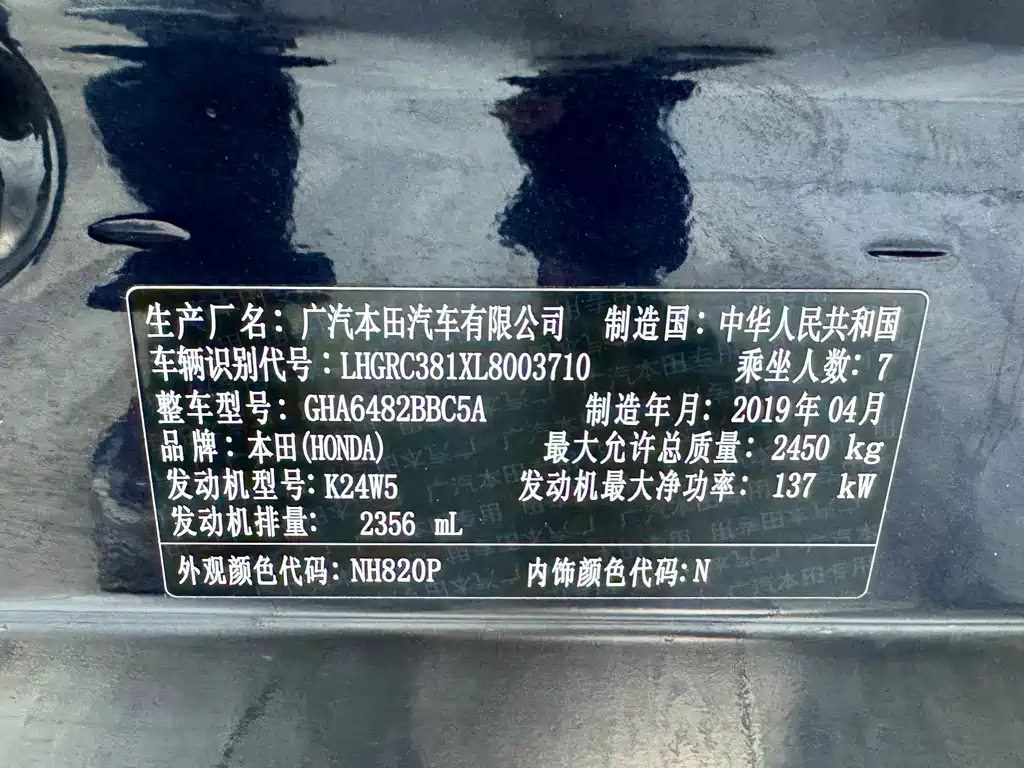 生产厂名：广汽本田汽车有限公司 制造国：中华人民共和国
车辆识别代号：LHGRC381XL8003710 乘坐人数：7
整车型号：GHA6482BBC5A 制造年月：2019年04月
品牌：本田(HONDA) 最大允许总质量：2450 kg
发动机型号：K24W5 发动机最大净功率：137 kW
发动机排量：2356 mL
外观颜色代码：NH820P 内饰颜色代码：N